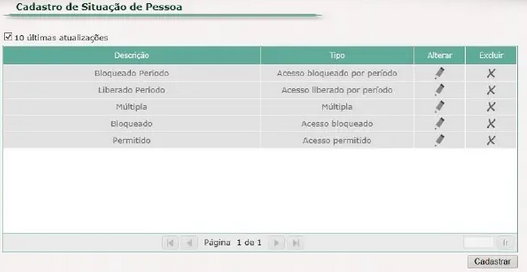 Cadastro de Situação de Pessoa
10 últimas atualizações
Descrição Tipo Alterar Excluir
Bloqueado Período Acesso bloqueado por período
Liberado Período Acesso liberado por período
Múltipla Múltipla
Bloqueado Acesso bloqueado
Permitido Acesso permitido
Página 1 de 1
Cadastrar